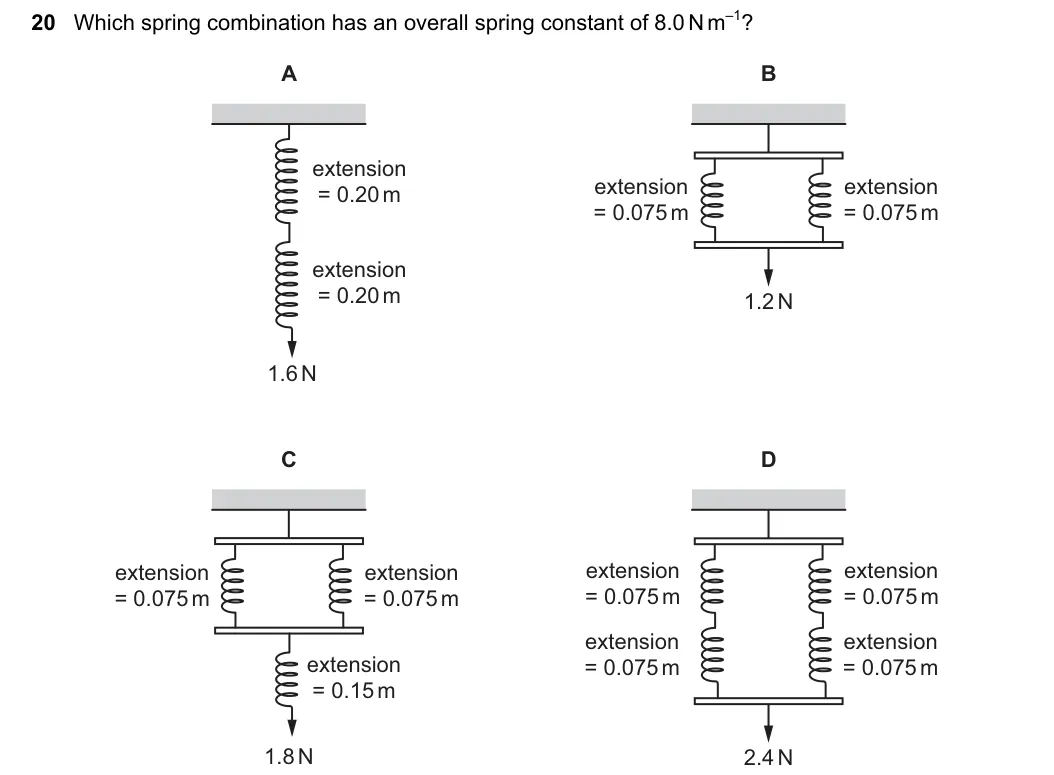 20 Which spring combination has an overall spring constant of 8.0 N m⁻¹?
A
extension
= 0.20 m
extension
= 0.20 m
1.6 N
B
extension
= 0.075 m
extension
= 0.075 m
1.2 N
C
extension
= 0.075 m
extension
= 0.075 m
extension
= 0.15 m
1.8 N
D
extension
= 0.075 m
extension
= 0.075 m
extension
= 0.075 m
extension
= 0.075 m
2.4 N